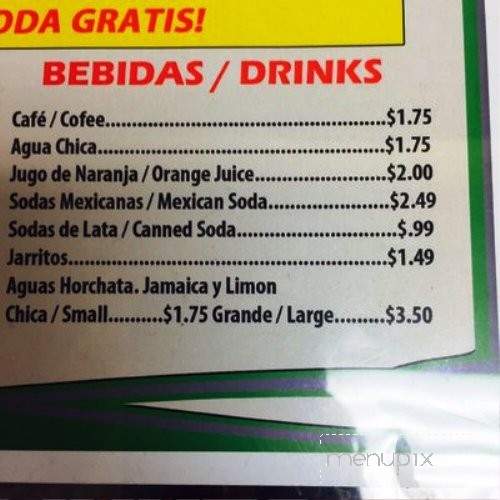 ODA GRATIS!
BEBIDAS / DRINKS
Café / Cofee..................................................$1.75
Agua Chica....................................................$1.75
Jugo de Naranja / Orange Juice........................$2.00
Sodas Mexicanas / Mexican Soda......................$2.49
Sodas de Lata / Canned Soda............................$.99
Jarritos.........................................................$1.49
Aguas Horchata. Jamaica y Limon
Chica / Small..........$1.75 Grande / Large.........$3.50
menupix